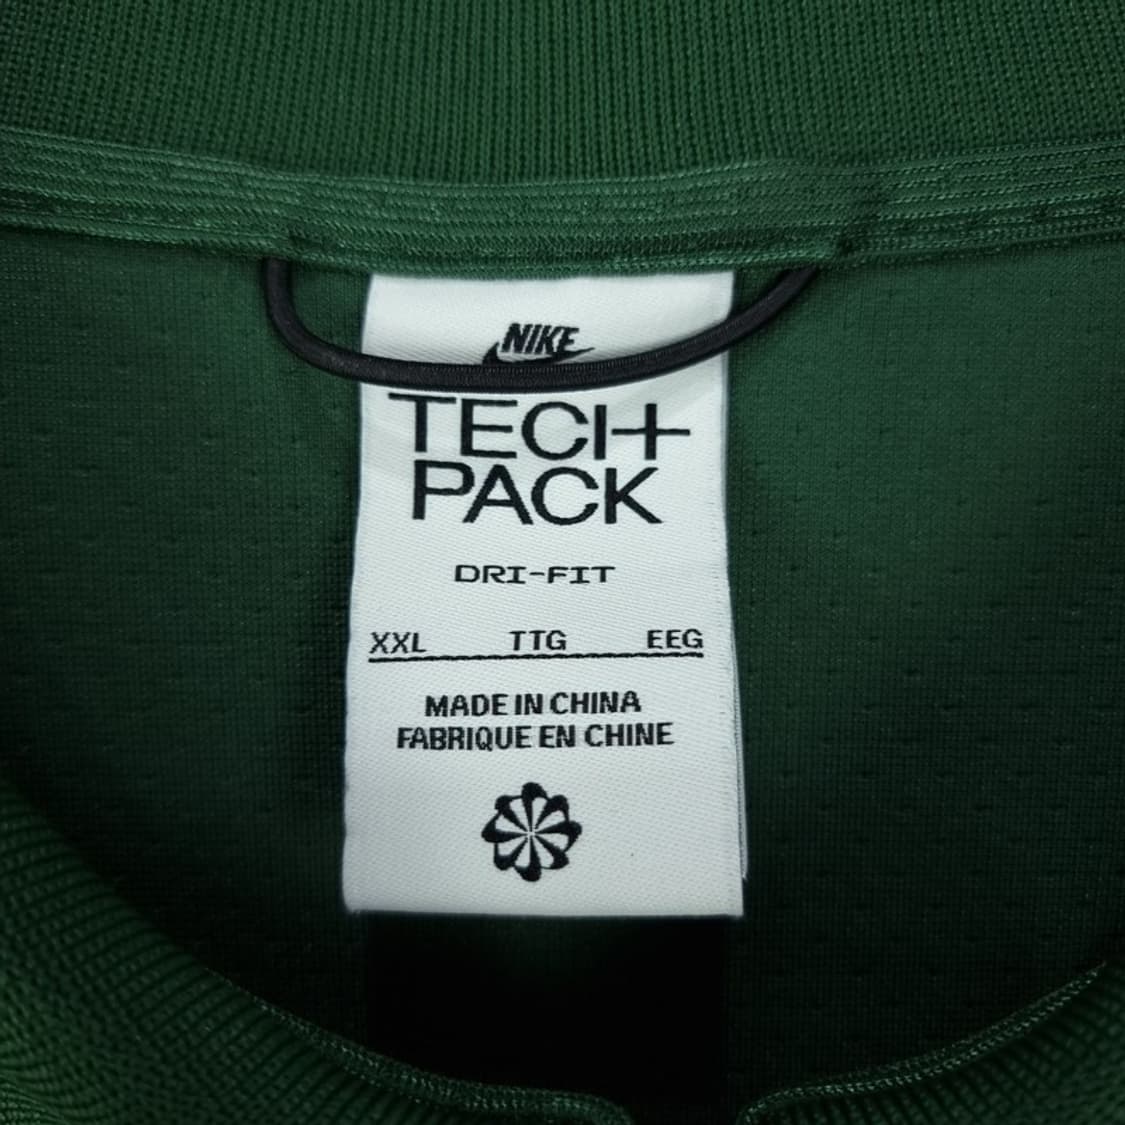 NIKE
TECH
PACK
DRI-FIT
XXL TTG EEG
MADE IN CHINA
FABRIQUE EN CHINE